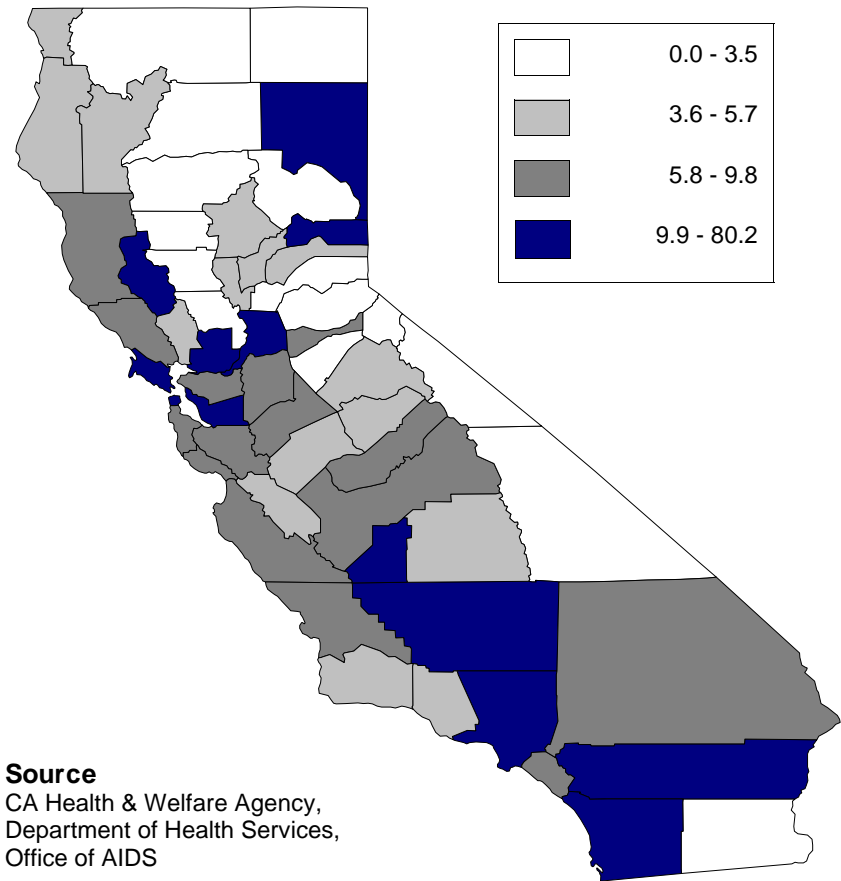 0.0 - 3.5
3.6 - 5.7
5.8 - 9.8
9.9 - 80.2
Source
CA Health & Welfare Agency,
Department of Health Services,
Office of AIDS